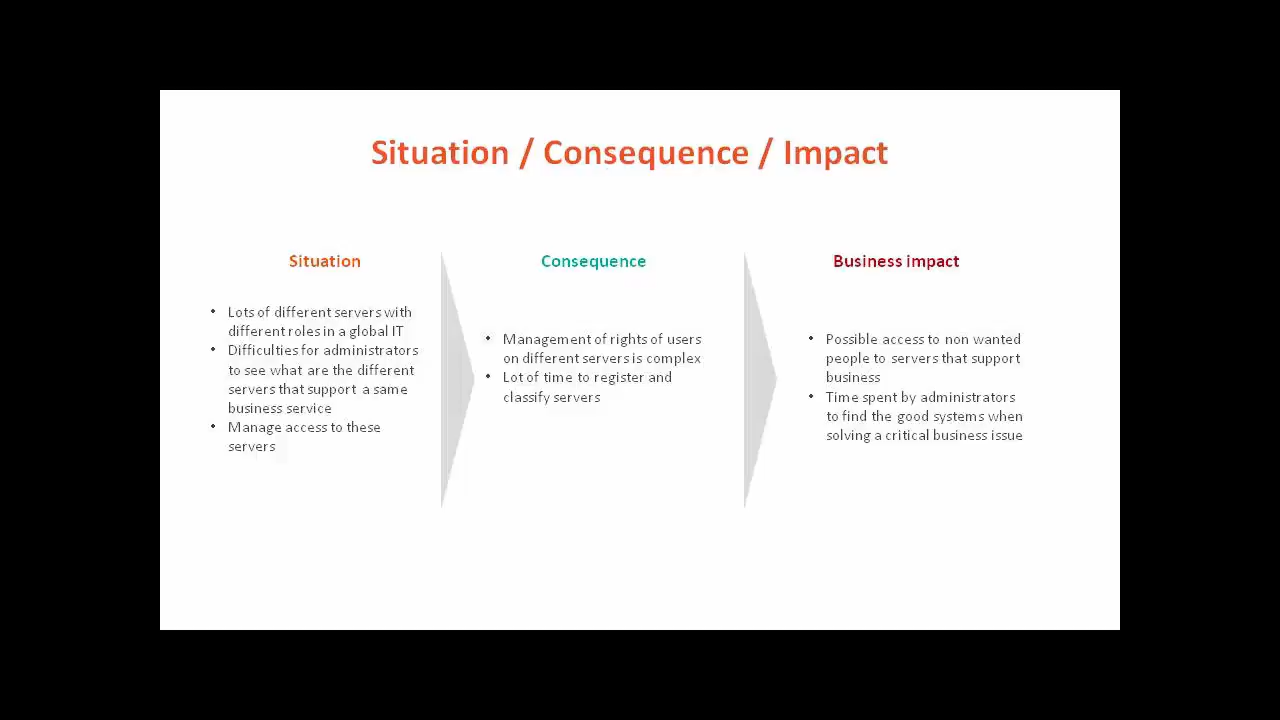 Situation / Consequence / Impact
Situation
• Lots of different servers with
different roles in a global IT
• Difficulties for administrators
to see what are the different
servers that support a same
business service
• Manage access to these
servers
Consequence
• Management of rights of users
on different servers is complex
• Lot of time to register and
classify servers
Business impact
• Possible access to non wanted
people to servers that support
business
• Time spent by administrators
to find the good systems when
solving a critical business issue